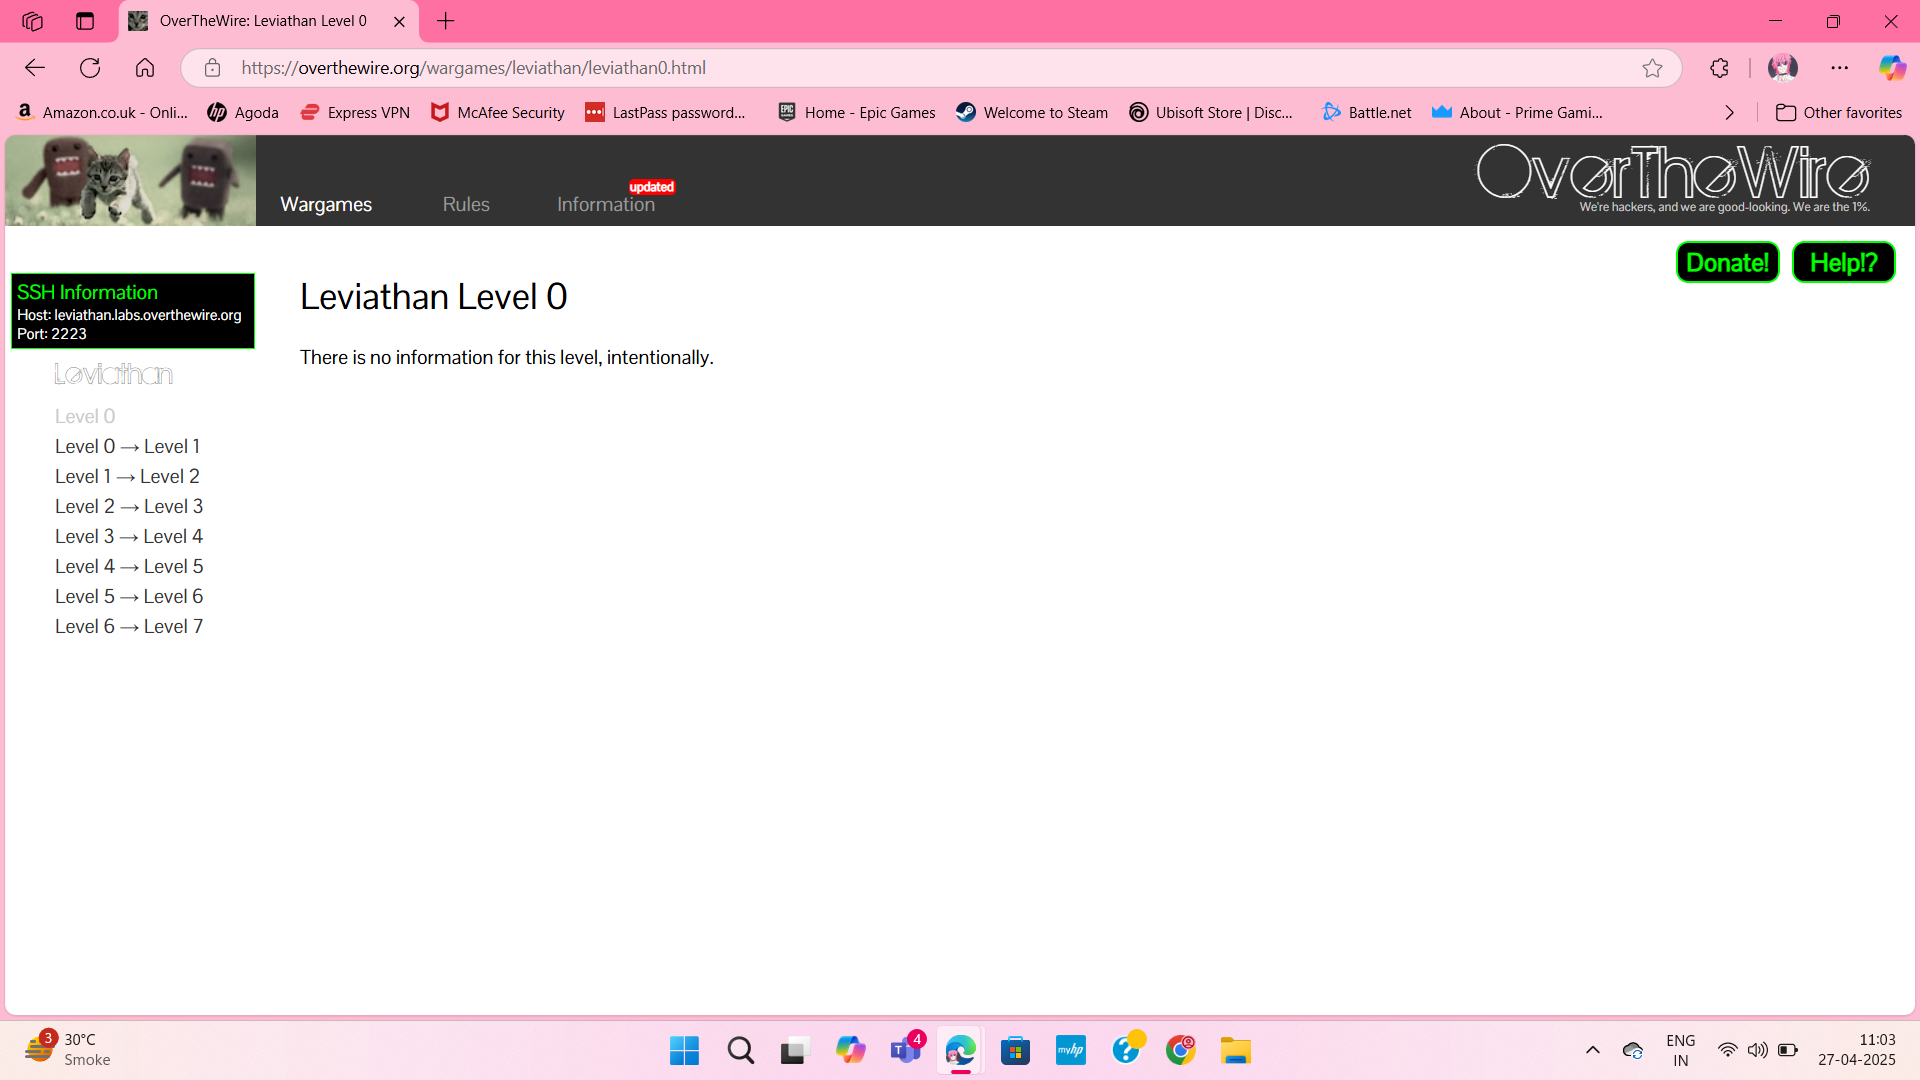 OverTheWire: Leviathan Level 0
https://overthewire.org/wargames/leviathan/leviathan0.html
Amazon.co.uk - Onli...
Agoda
Express VPN
McAfee Security
LastPass password...
Home - Epic Games
Welcome to Steam
Ubisoft Store | Disc...
Battle.net
About - Prime Gami...
Other favorites
Wargames
Rules
Information
updated
OverTheWire
We're hackers, and we are good-looking. We are the 1%.
Donate!
Help!?
SSH Information
Host: leviathan.labs.overthewire.org
Port: 2223
Leviathan
Level 0
Level 0 → Level 1
Level 1 → Level 2
Level 2 → Level 3
Level 3 → Level 4
Level 4 → Level 5
Level 5 → Level 6
Level 6 → Level 7
Leviathan Level 0
There is no information for this level, intentionally.
3
30°C
Smoke
4
myhp
ENG
IN
11:03
27-04-2025